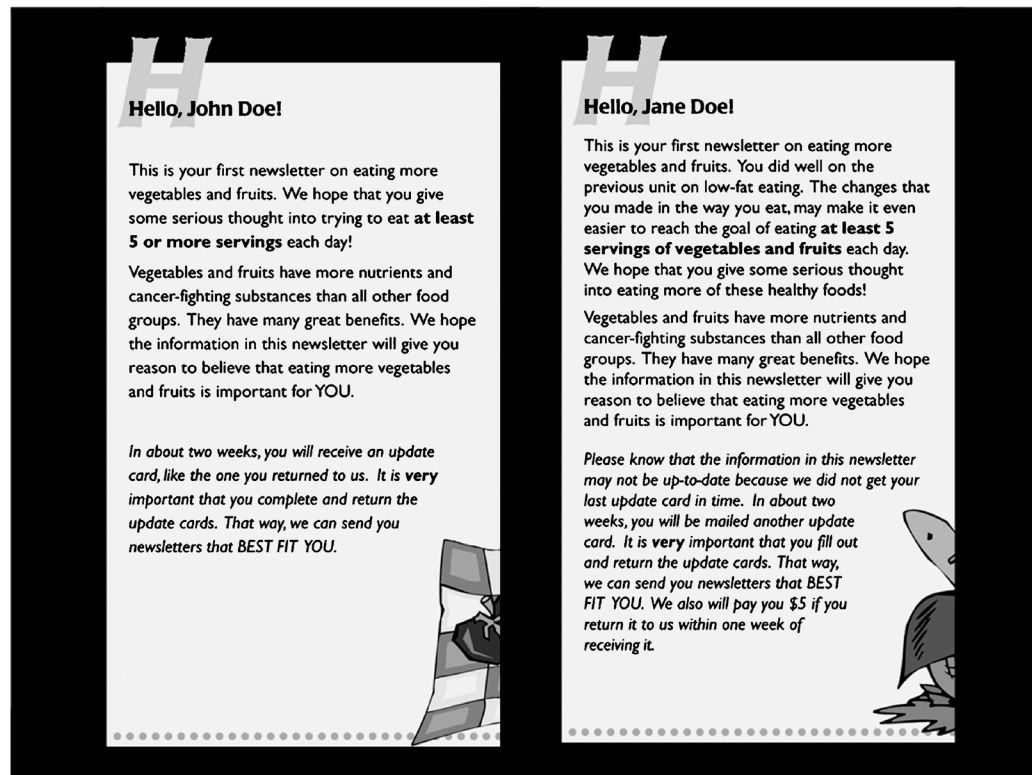 H
Hello, John Doe!
This is your first newsletter on eating more
vegetables and fruits. We hope that you give
some serious thought into trying to eat at least
5 or more servings each day!
Vegetables and fruits have more nutrients and
cancer-fighting substances than all other food
groups. They have many great benefits. We hope
the information in this newsletter will give you
reason to believe that eating more vegetables
and fruits is important for YOU.
In about two weeks, you will receive an update
card, like the one you returned to us. It is very
important that you complete and return the
update cards. That way, we can send you
newsletters that BEST FIT YOU.
H
Hello, Jane Doe!
This is your first newsletter on eating more
vegetables and fruits. You did well on the
previous unit on low-fat eating. The changes that
you made in the way you eat, may make it even
easier to reach the goal of eating at least 5
servings of vegetables and fruits each day.
We hope that you give some serious thought
into eating more of these healthy foods!
Vegetables and fruits have more nutrients and
cancer-fighting substances than all other food
groups. They have many great benefits. We hope
the information in this newsletter will give you
reason to believe that eating more vegetables
and fruits is important for YOU.
Please know that the information in this newsletter
may not be up-to-date because we did not get your
last update card in time. In about two
weeks, you will be mailed another update
card. It is very important that you fill out
and return the update cards. That way,
we can send you newsletters that BEST
FIT YOU. We also will pay you $5 if you
return it to us within one week of
receiving it.